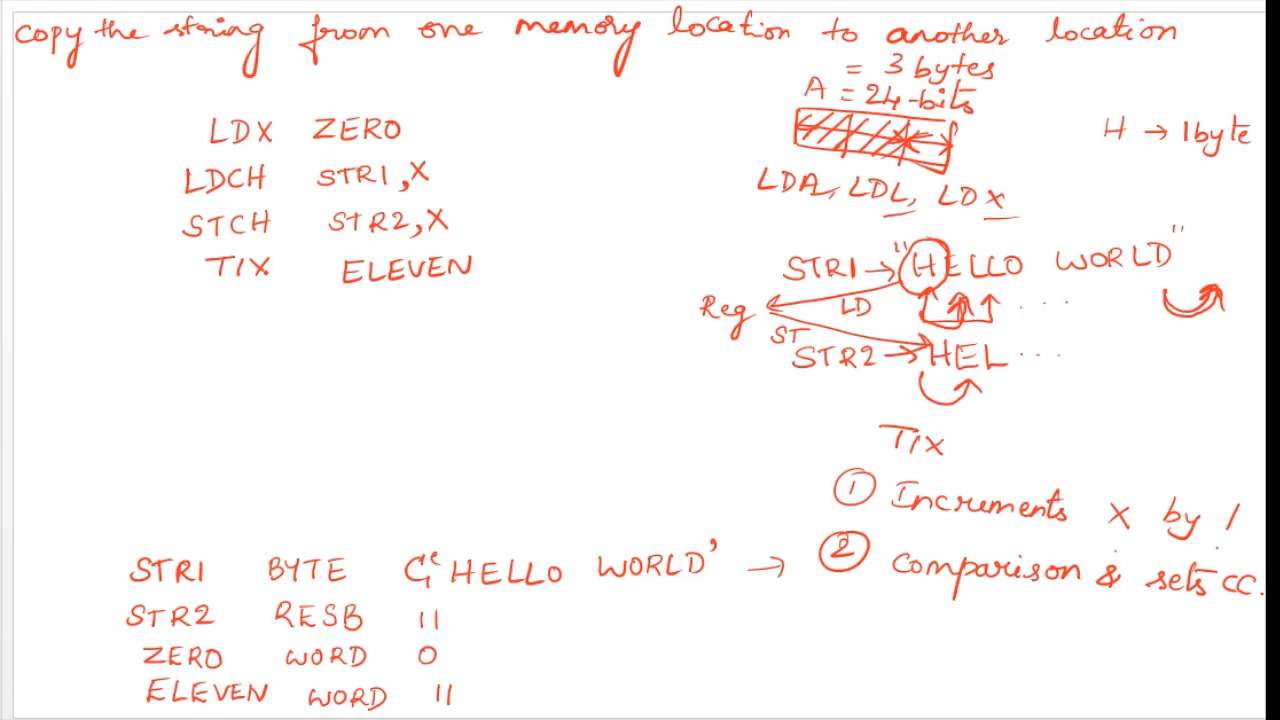 copy the string from one memory location to another location
= 3 bytes
A = 24-bits
LDX ZERO
H → 1byte
LDCH STR1,X
LDA, LDL, LDX
STCH STR2,X
TIX ELEVEN
STR1 → "HELLO WORLD"
Reg LD ...
ST
STR2 → HEL ...
TIX
① Increments X by 1
② Comparison & sets CC.
STR1 BYTE C'HELLO WORLD' →
STR2 RESB 11
ZERO WORD 0
ELEVEN WORD 11